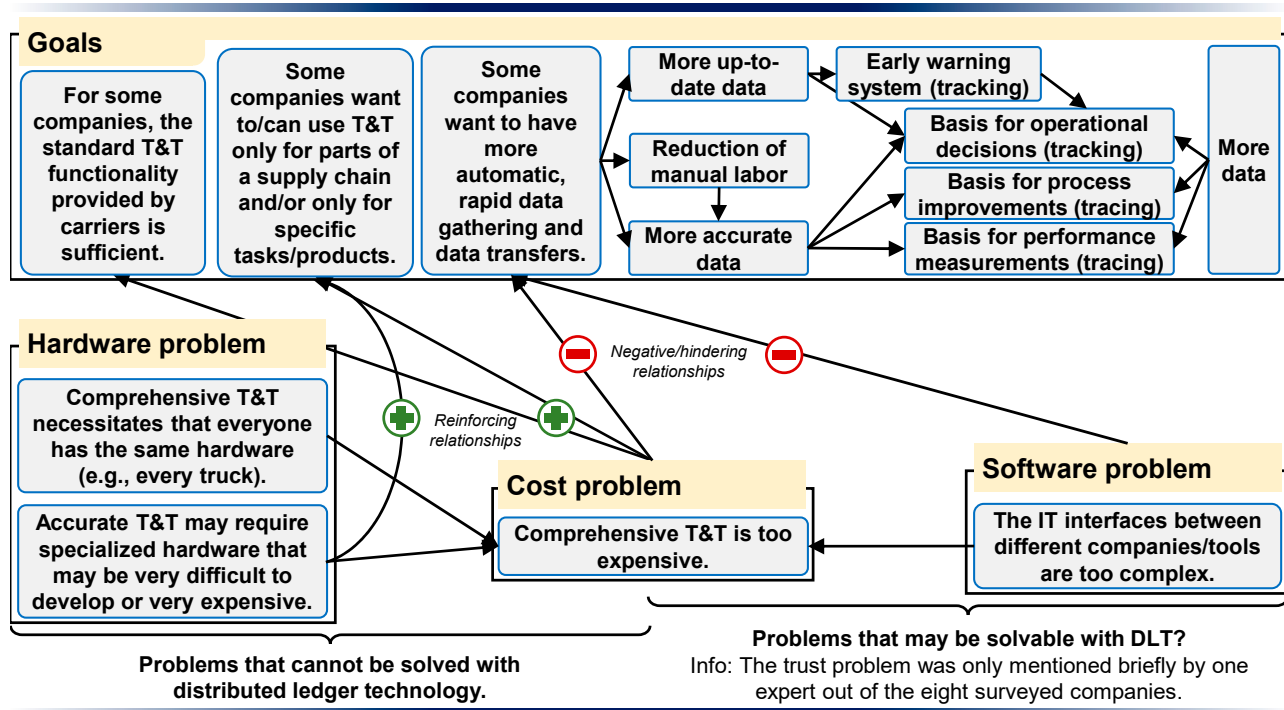 Goals
For some
companies, the
standard T&T
functionality
provided by
carriers is
sufficient.
Some
companies want
to/can use T&T
only for parts of
a supply chain
and/or only for
specific
tasks/products.
Some
companies
want to have
more
automatic,
rapid data
gathering and
data transfers.
More up-to-
date data
Reduction of
manual labor
More accurate
data
Early warning
system (tracking)
Basis for operational
decisions (tracking)
Basis for process
improvements (tracing)
Basis for performance
measurements (tracing)
More
data
Hardware problem
Comprehensive T&T
necessitates that everyone
has the same hardware
(e.g., every truck).
Accurate T&T may require
specialized hardware that
may be very difficult to
develop or very expensive.
Reinforcing
relationships
Negative/hindering
relationships
Cost problem
Comprehensive T&T is too
expensive.
Software problem
The IT interfaces between
different companies/tools
are too complex.
Problems that cannot be solved with
distributed ledger technology.
Problems that may be solvable with DLT?
Info: The trust problem was only mentioned briefly by one
expert out of the eight surveyed companies.